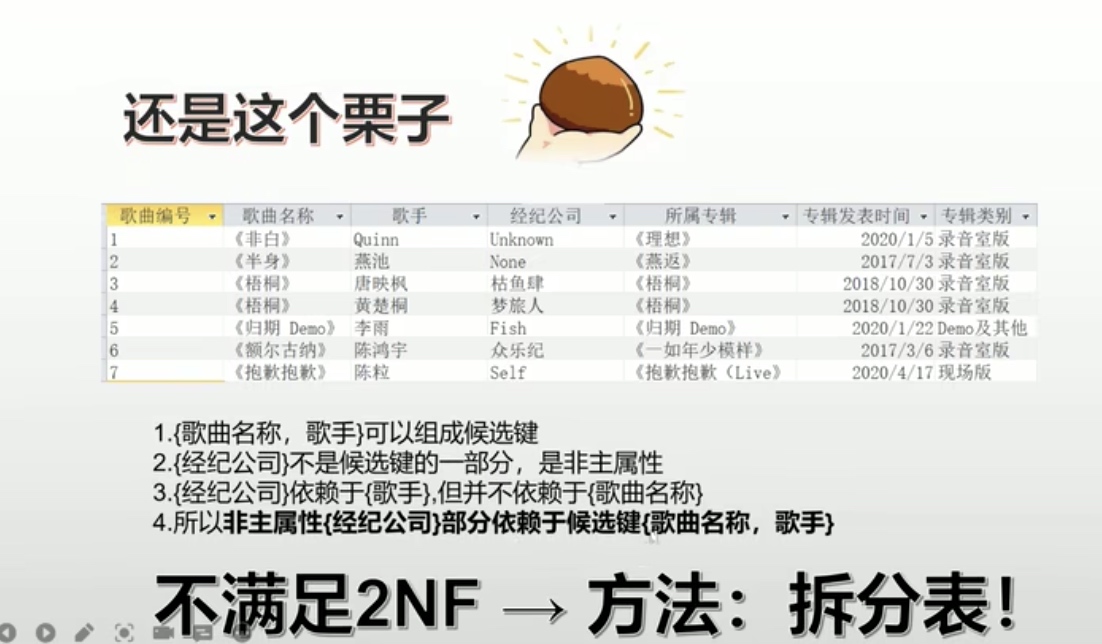 还是这个栗子
歌曲编号 歌曲名称 歌手 经纪公司 所属专辑 专辑发表时间 专辑类别
1 《非白》 Quinn Unknown 《理想》 2020/1/5 录音室版
2 《半身》 燕池 None 《燕返》 2017/7/3 录音室版
3 《梧桐》 唐映枫 枯鱼肆 《梧桐》 2018/10/30 录音室版
4 《梧桐》 黄楚桐 梦旅人 《梧桐》 2018/10/30 录音室版
5 《归期 Demo》 李雨 Fish 《归期 Demo》 2020/1/22 Demo及其他
6 《额尔古纳》 陈鸿宇 众乐纪 《一如年少模样》 2017/3/6 录音室版
7 《抱歉抱歉》 陈粒 Self 《抱歉抱歉（Live》 2020/4/17 现场版
1.{歌曲名称，歌手}可以组成候选键
2.{经纪公司}不是候选键的一部分，是非主属性
3.{经纪公司}依赖于{歌手},但并不依赖于{歌曲名称}
4.所以非主属性{经纪公司}部分依赖于候选键{歌曲名称，歌手}
不满足2NF → 方法：拆分表！